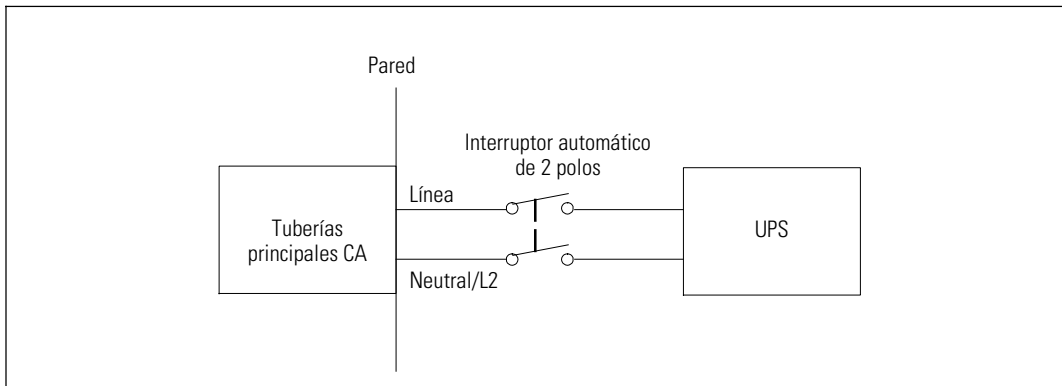 Pared
Interruptor automático
de 2 polos
Línea
Tuberías
principales CA
UPS
Neutral/L2